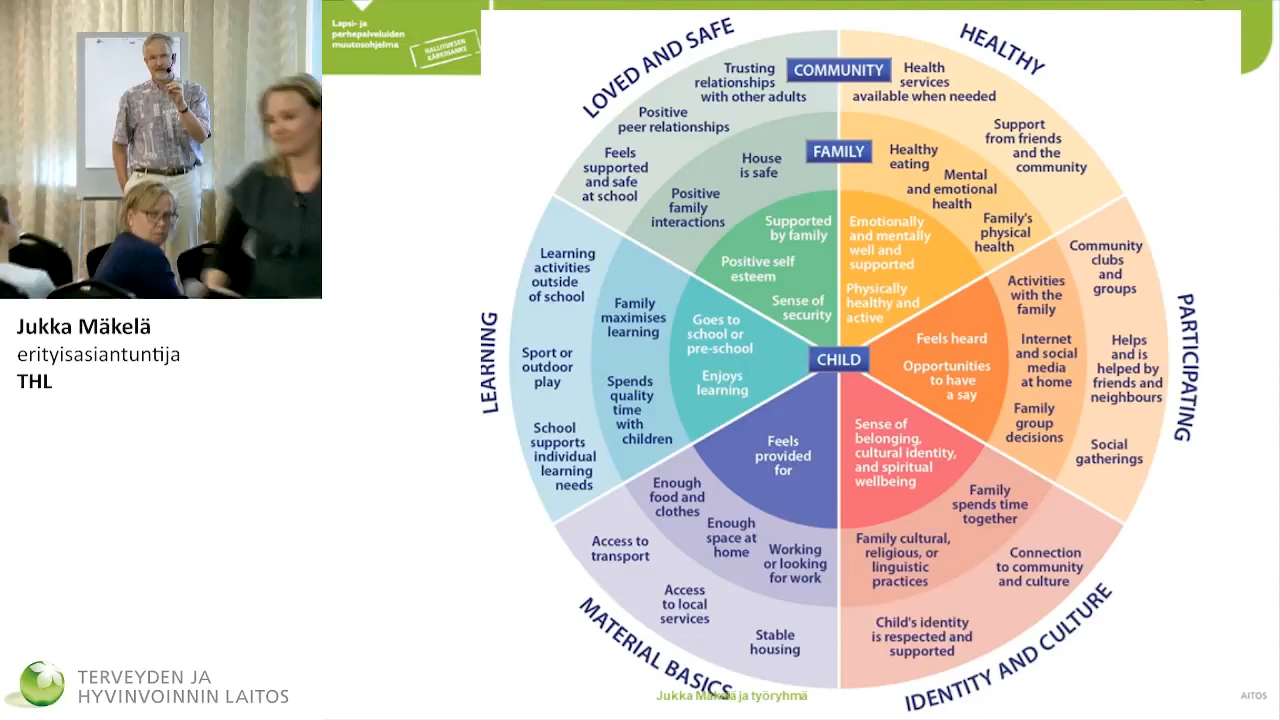 Lapsi- ja
perhepalveluiden
muutosohjelma
HALLITUKSEN
KÄRKIHANKE
LOVED AND SAFE
HEALTHY
PARTICIPATING
IDENTITY AND CULTURE
MATERIAL BASICS
LEARNING
COMMUNITY
FAMILY
CHILD
Trusting
relationships
with other adults
Positive
peer relationships
Feels
supported
and safe
at school
House
is safe
Positive
family
interactions
Supported
by family
Positive self
esteem
Sense of
security
Health
services
available when needed
Support
from friends
and the
community
Healthy
eating
Mental
and emotional
health
Family's
physical
health
Emotionally
and mentally
well and
supported
Physically
healthy and
active
Community
clubs
and
groups
Helps
and is
helped by
friends and
neighbours
Social
gatherings
Activities
with the
family
Internet
and social
media
at home
Family
group
decisions
Feels heard
Opportunities
to have
a say
Sense of
belonging,
cultural identity,
and spiritual
wellbeing
Family
spends time
together
Family cultural,
religious, or
linguistic
practices
Connection
to community
and culture
Child's identity
is respected and
supported
Feels
provided
for
Enough
food and
clothes
Enough
space at
home
Working
or looking
for work
Access to
transport
Access
to local
services
Stable
housing
Goes to
school or
pre-school
Enjoys
learning
Family
maximises
learning
Spends
quality
time
with
children
Learning
activities
outside
of school
Sport or
outdoor
play
School
supports
individual
learning
needs
Jukka Mäkelä ja työryhmä
AITOS
Jukka Mäkelä
erityisasiantuntija
THL
TERVEYDEN JA
HYVINVOINNIN LAITOS